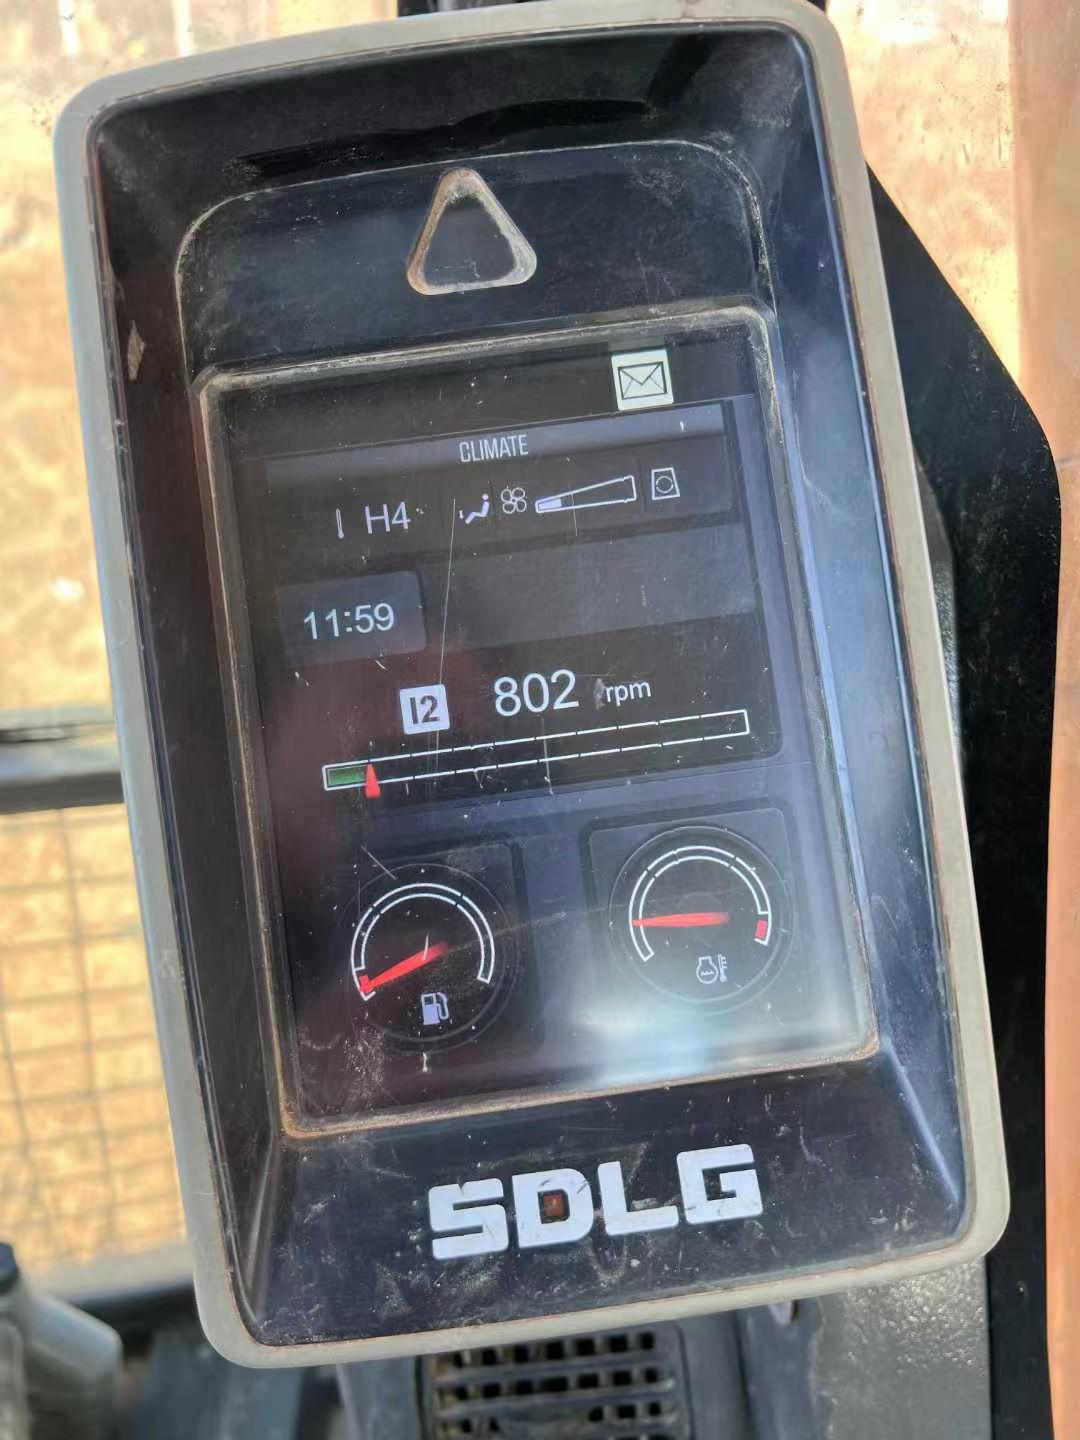 CLIMATE
H4
11:59
I2 802 rpm
SDLG